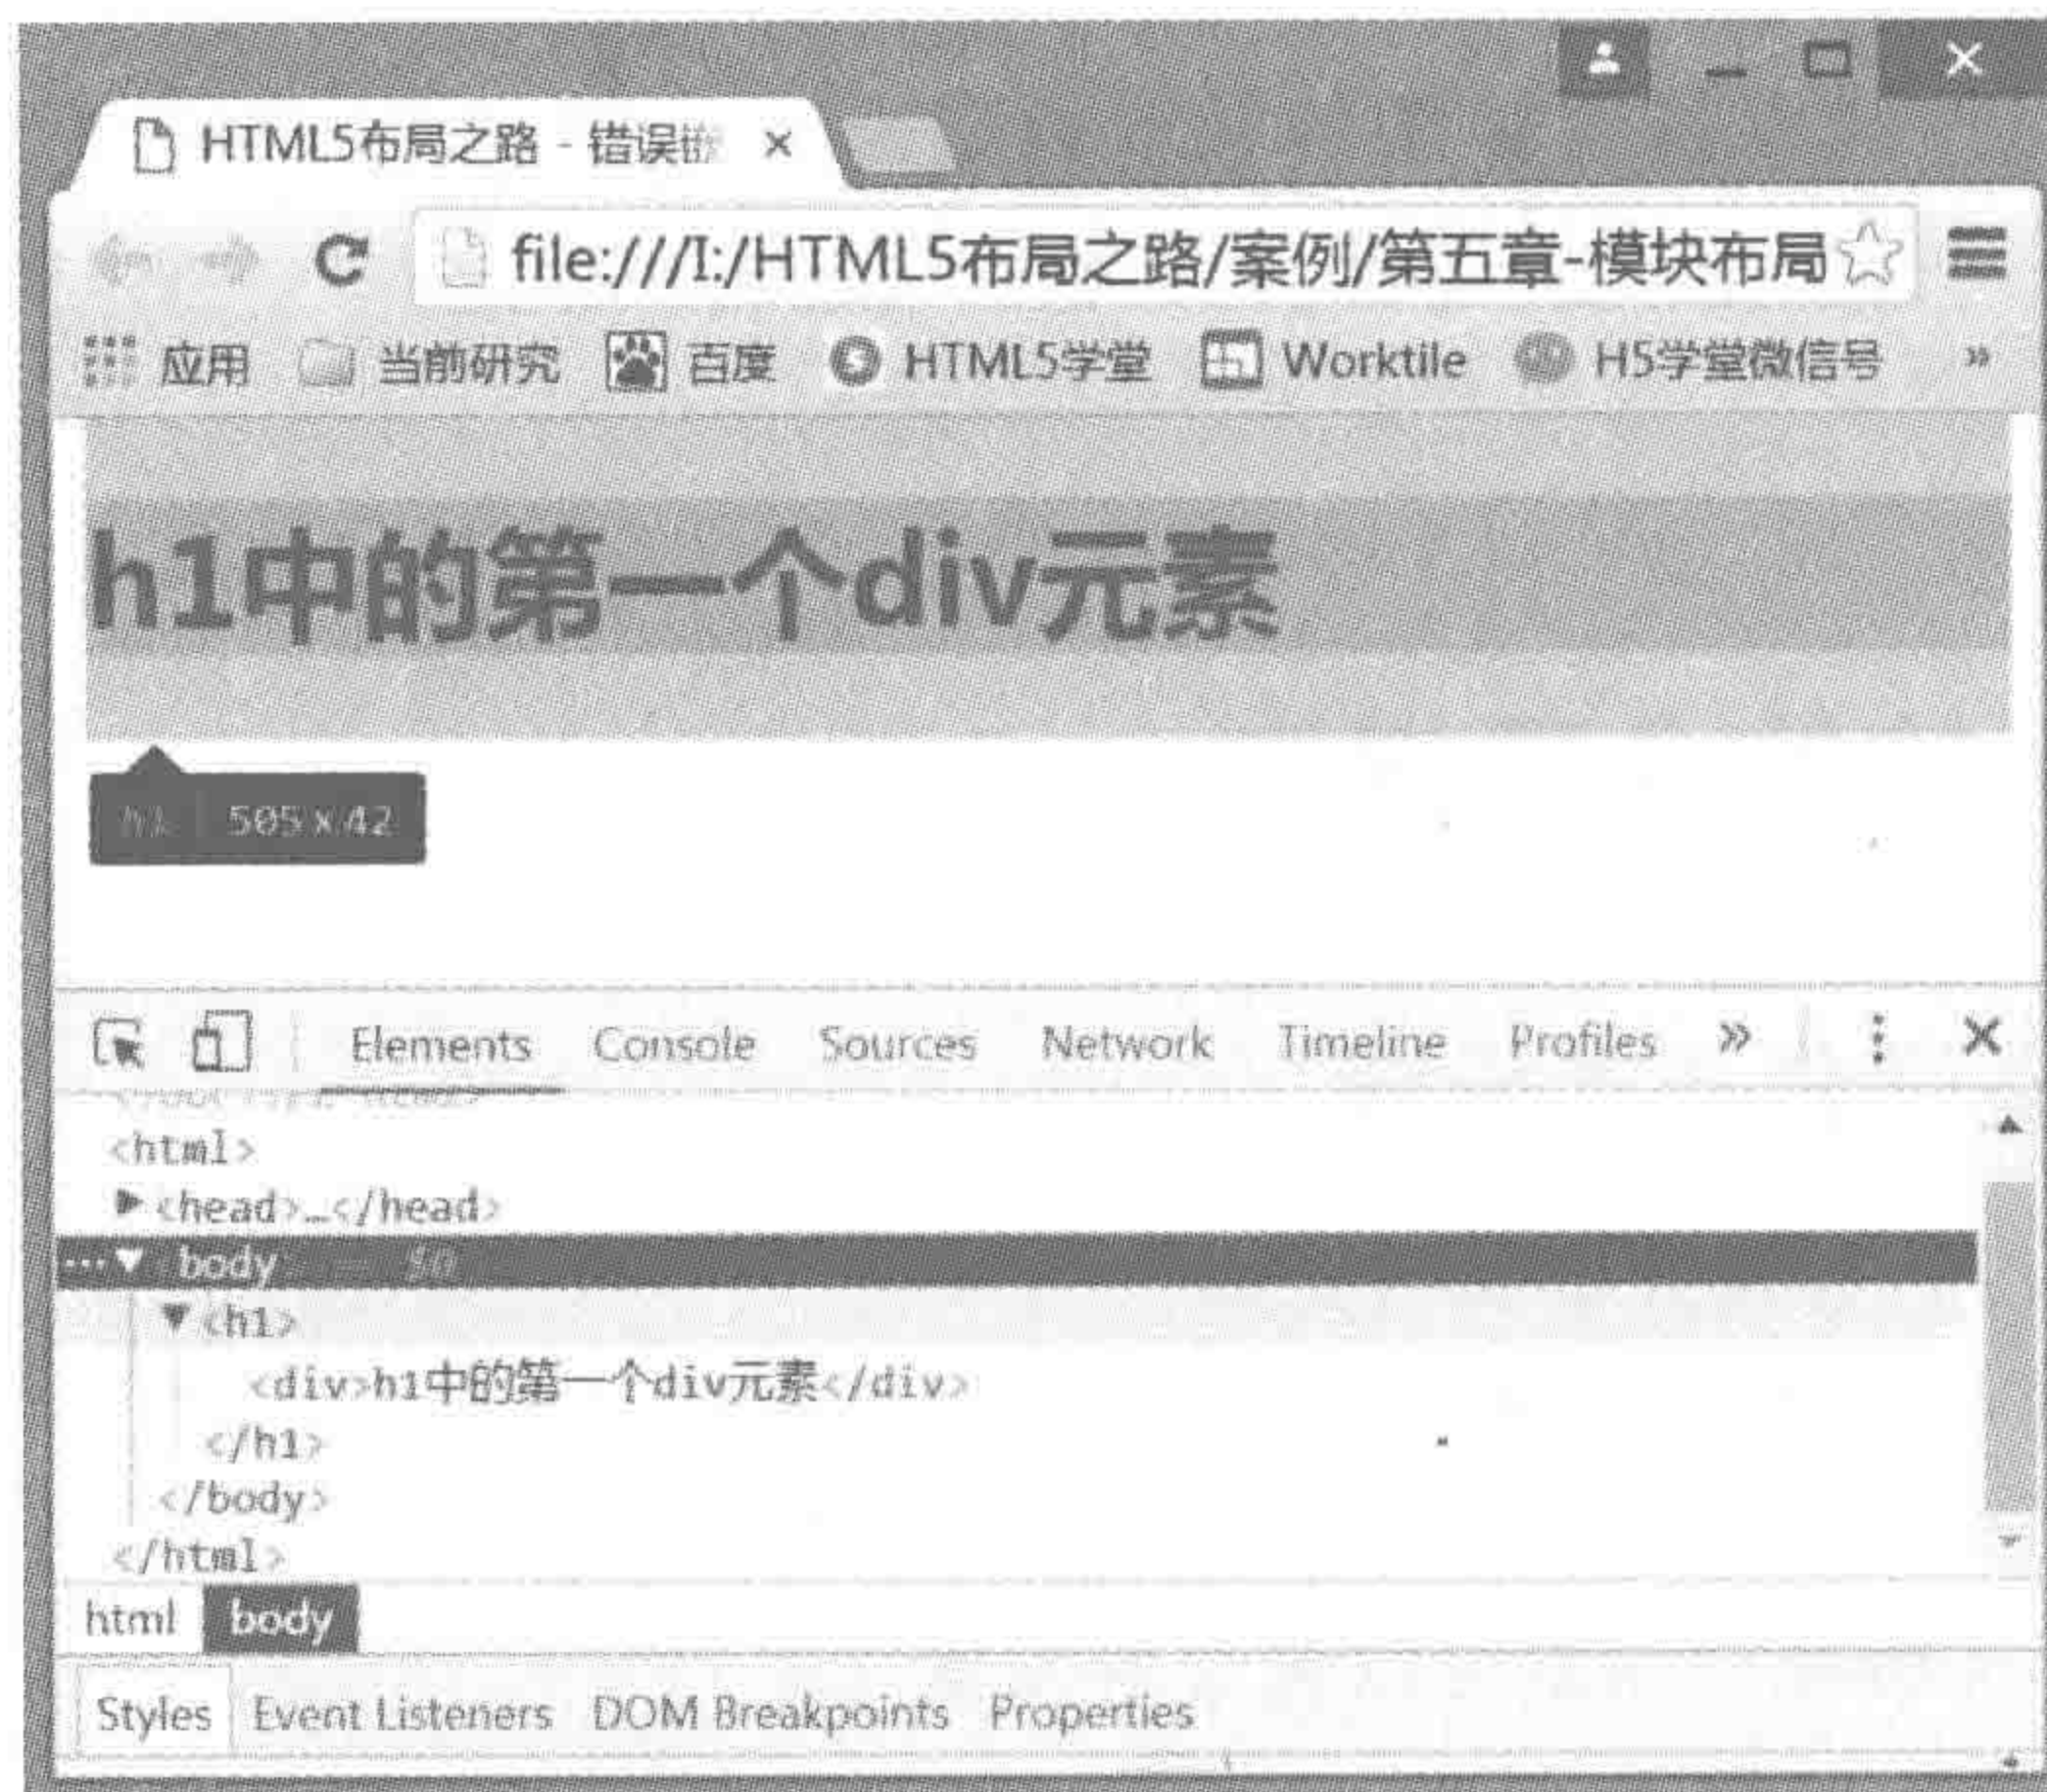 HTML5布局之路 - 错误
file:///I:/HTML5布局之路/案例/第五章-模块布局
应用 当前研究 百度 HTML5学堂 Worktile H5学堂微信号 »
h1中的第一个div元素
h1 505 x 42
Elements Console Sources Network Timeline Profiles »
<html>
<head>…</head>
body == $0
<h1>
<div>h1中的第一个div元素</div>
</h1>
</body>
</html>
html body
Styles Event Listeners DOM Breakpoints Properties